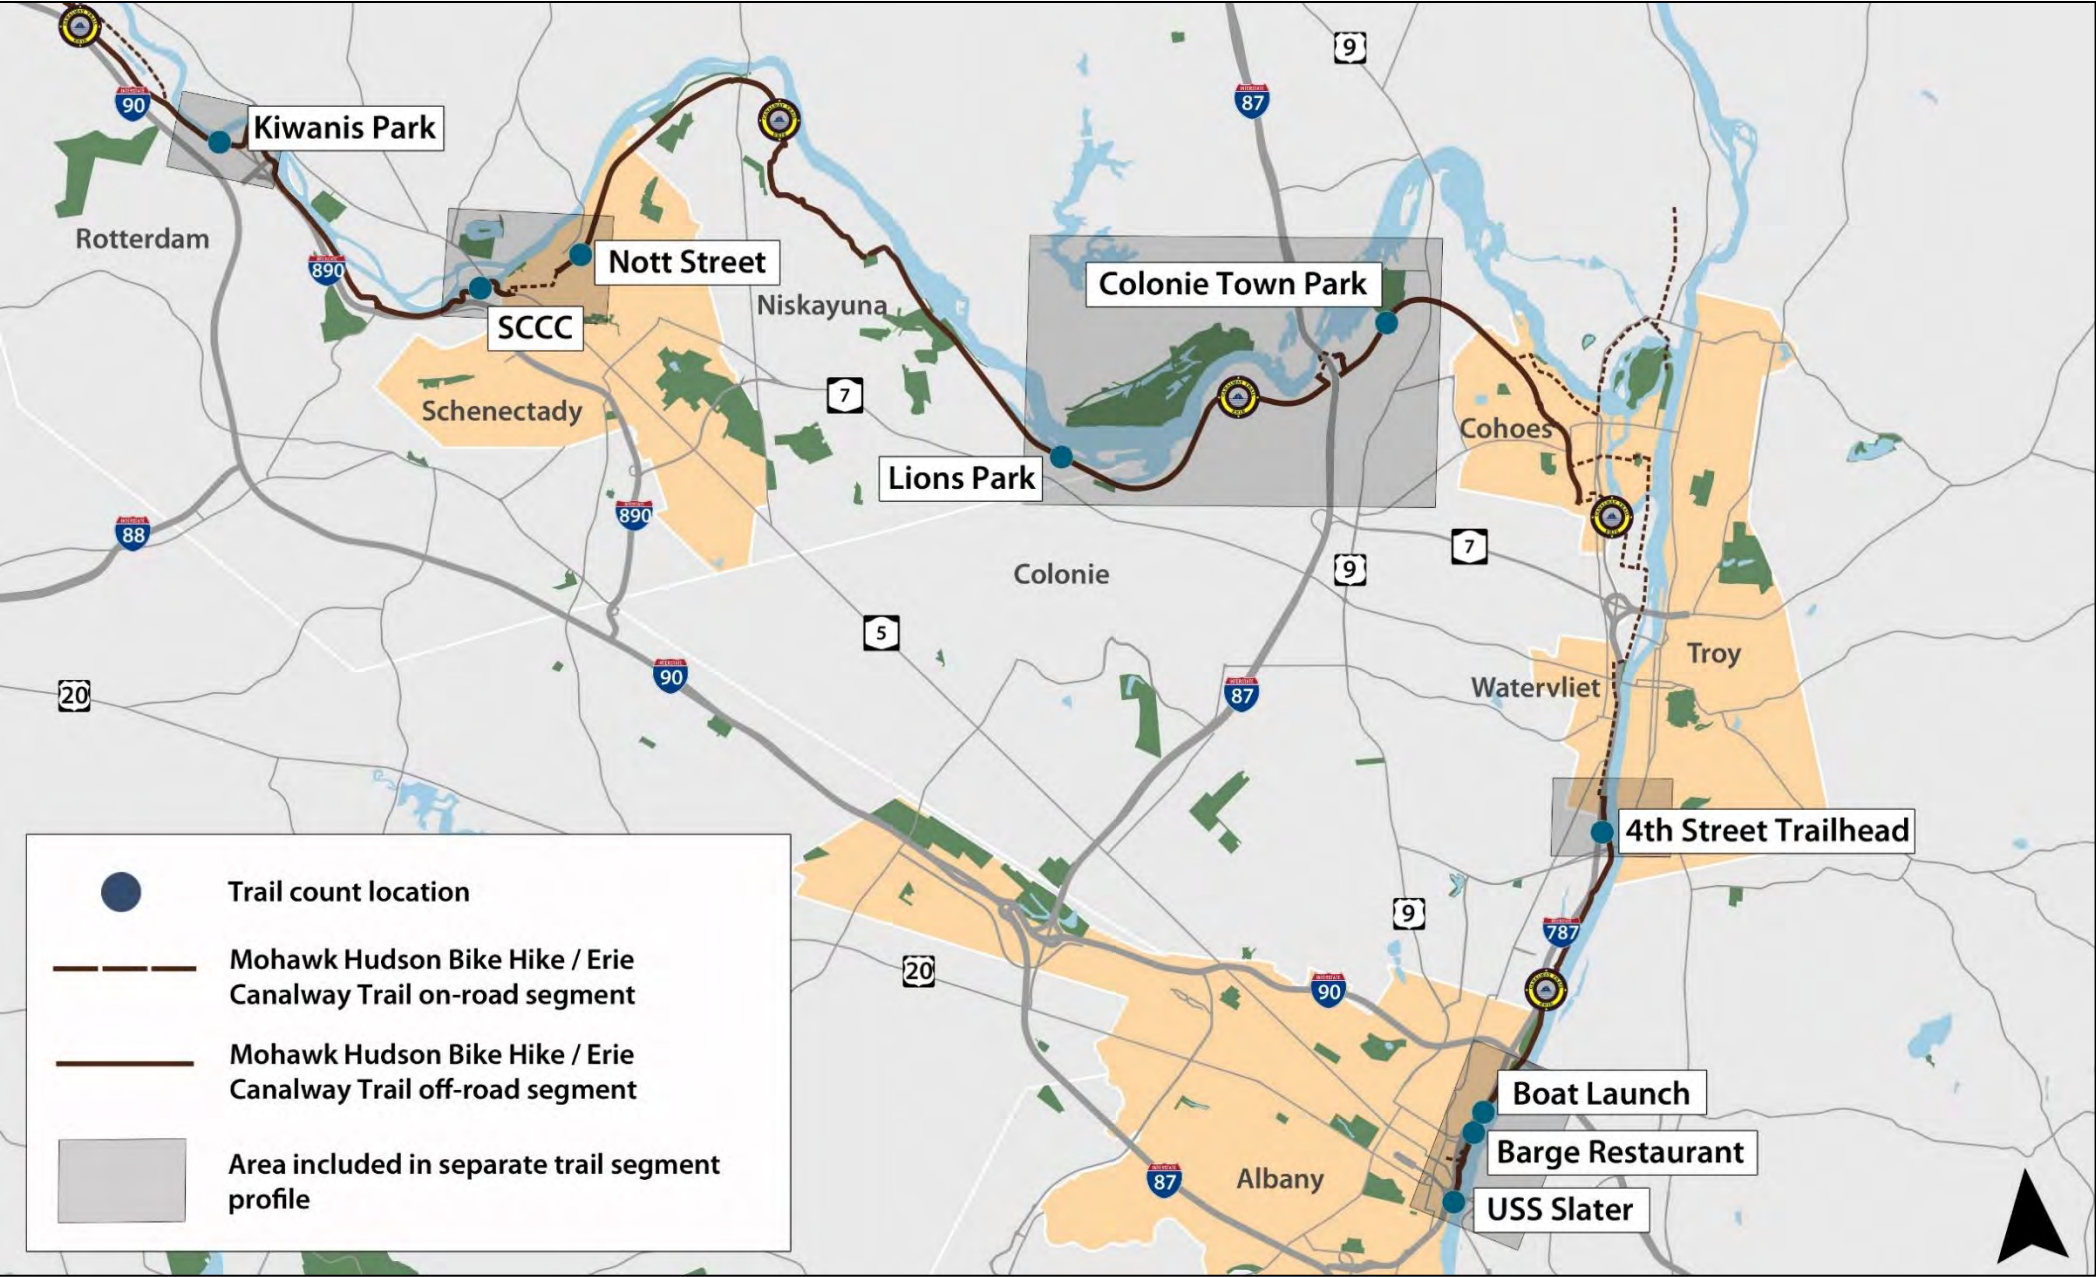 9
87
90
Kiwanis Park
Rotterdam
Nott Street
890
Niskayuna
Colonie Town Park
SCCC
7
Schenectady
Cohoes
Lions Park
890
88
7
9
Colonie
5
Troy
90
87
20
Watervliet
4th Street Trailhead
Trail count location
9
787
Mohawk Hudson Bike Hike / Erie
Canalway Trail on-road segment
20
90
Mohawk Hudson Bike Hike / Erie
Canalway Trail off-road segment
Boat Launch
Barge Restaurant
Area included in separate trail segment
profile
87
Albany
USS Slater